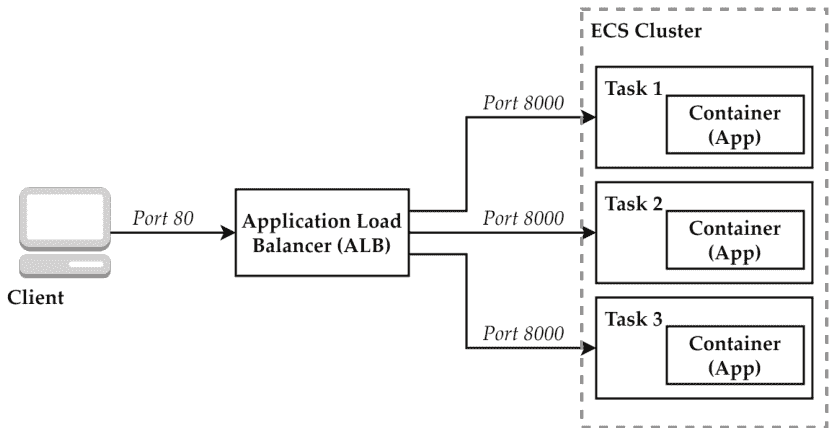 ECS Cluster
Port 8000
Task 1
Container
(App)
Port 80
Application Load
Balancer (ALB)
Port 8000
Task 2
Container
(App)
Client
Port 8000
Task 3
Container
(App)